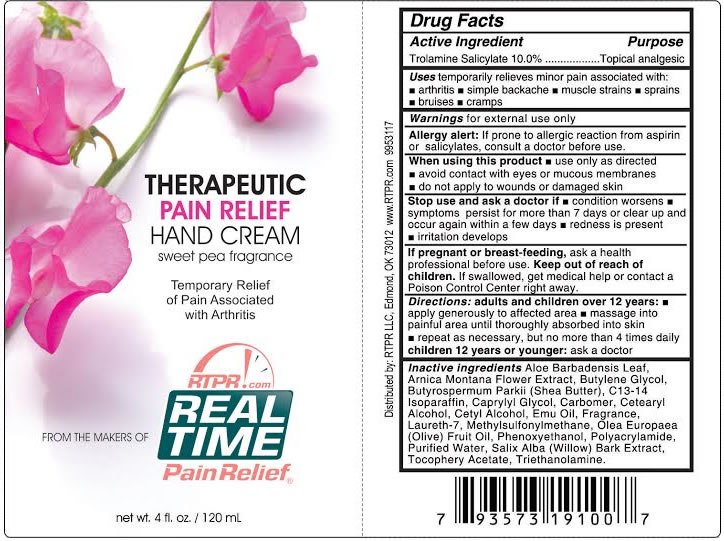 THERAPEUTIC
PAIN RELIEF
HAND CREAM
sweet pea fragrance
Temporary Relief
of Pain Associated
with Arthritis
FROM THE MAKERS OF
RTPR!.com
REAL
TIME
Pain Relief®
net wt. 4 fl. oz. / 120 mL
Distributed by: RTPR LLC, Edmond, OK 73012 www.RTPR.com 9953117
Drug Facts
Active Ingredient Purpose
Trolamine Salicylate 10.0% ..................Topical analgesic
Uses temporarily relieves minor pain associated with:
▪ arthritis ▪ simple backache ▪ muscle strains ▪ sprains
▪ bruises ▪ cramps
Warnings for external use only
Allergy alert: If prone to allergic reaction from aspirin
or salicylates, consult a doctor before use.
When using this product ▪ use only as directed
▪ avoid contact with eyes or mucous membranes
▪ do not apply to wounds or damaged skin
Stop use and ask a doctor if ▪ condition worsens ▪
symptoms persist for more than 7 days or clear up and
occur again within a few days ▪ redness is present
▪ irritation develops
If pregnant or breast-feeding, ask a health
professional before use. Keep out of reach of
children. If swallowed, get medical help or contact a
Poison Control Center right away.
Directions: adults and children over 12 years: ▪
apply generously to affected area ▪ massage into
painful area until thoroughly absorbed into skin
▪ repeat as necessary, but no more than 4 times daily
children 12 years or younger: ask a doctor
Inactive ingredients Aloe Barbadensis Leaf,
Arnica Montana Flower Extract, Butylene Glycol,
Butyrospermum Parkii (Shea Butter), C13-14
Isoparaffin, Caprylyl Glycol, Carbomer, Cetearyl
Alcohol, Cetyl Alcohol, Emu Oil, Fragrance,
Laureth-7, Methylsulfonylmethane, Olea Europaea
(Olive) Fruit Oil, Phenoxyethanol, Polyacrylamide,
Purified Water, Salix Alba (Willow) Bark Extract,
Tocophery Acetate, Triethanolamine.
7 93573 19100 7